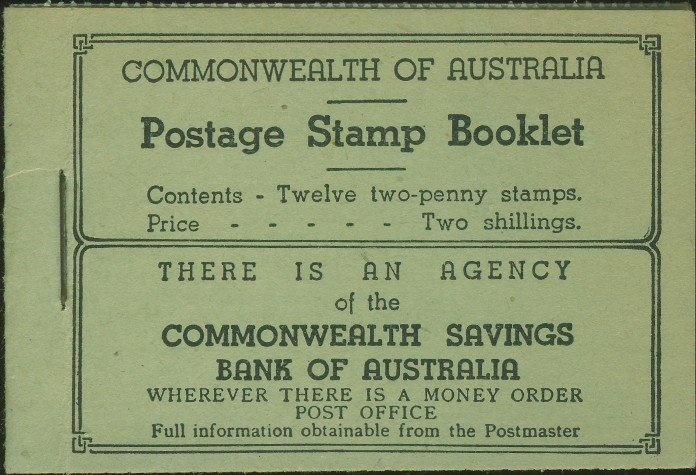 COMMONWEALTH OF AUSTRALIA
Postage Stamp Booklet
Contents - Twelve two-penny stamps.
Price - - - - - Two shillings.
THERE IS AN AGENCY
of the
COMMONWEALTH SAVINGS
BANK OF AUSTRALIA
WHEREVER THERE IS A MONEY ORDER
POST OFFICE
Full information obtainable from the Postmaster